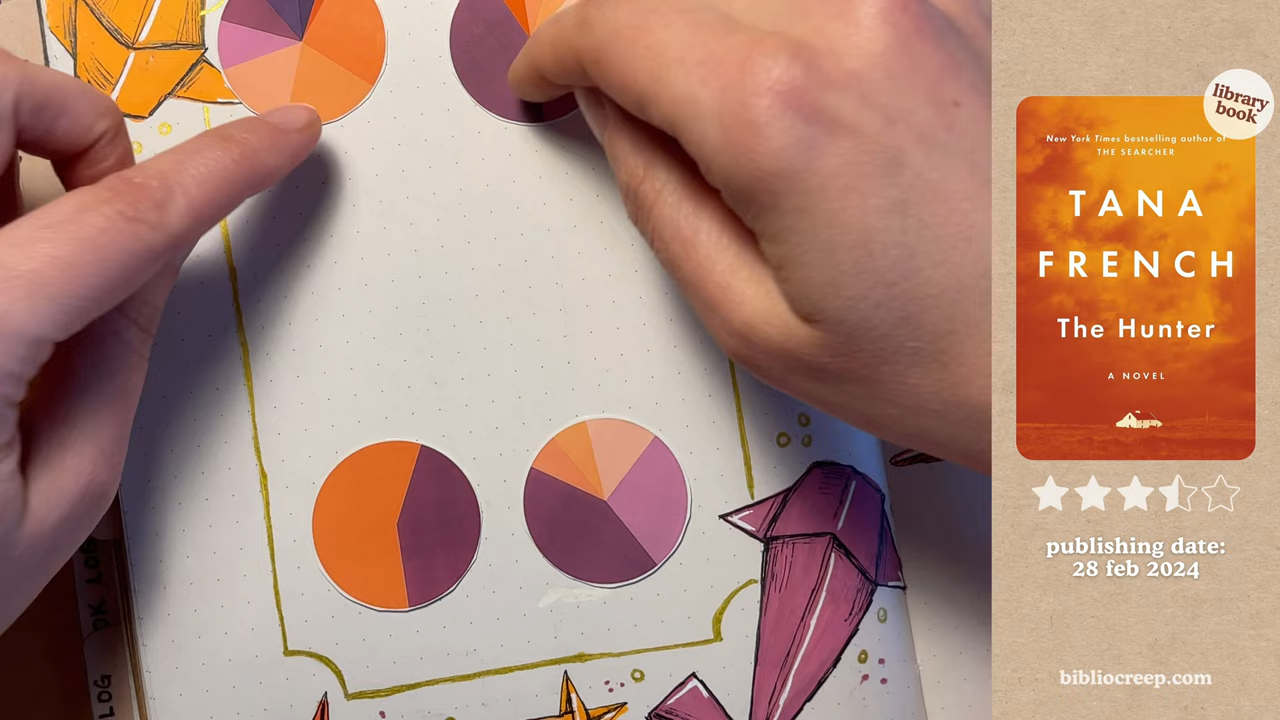 library
book
New York Times bestselling author of
THE SEARCHER
TANA
FRENCH
The Hunter
A NOVEL
publishing date:
28 feb 2024
bibliocreep.com
LOG
LOG